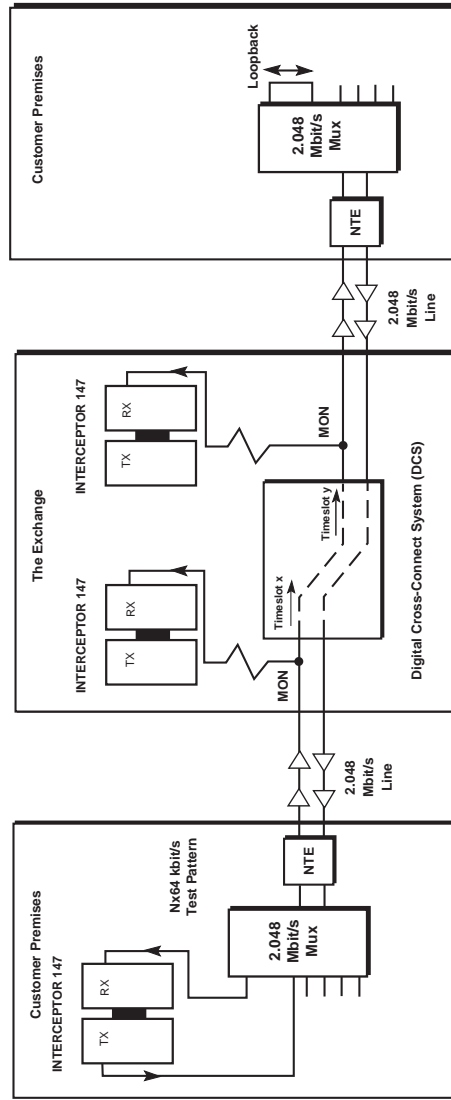 Customer Premises
INTERCEPTOR 147
TX
RX
Nx64 kbit/s
Test Pattern
2.048
Mbit/s
Mux
NTE
2.048
Mbit/s
Line
The Exchange
INTERCEPTOR 147
TX
RX
MON
INTERCEPTOR 147
TX
RX
MON
Timeslot x
Timeslot y
Digital Cross-Connect System (DCS)
2.048
Mbit/s
Line
Customer Premises
NTE
2.048
Mbit/s
Mux
Loopback